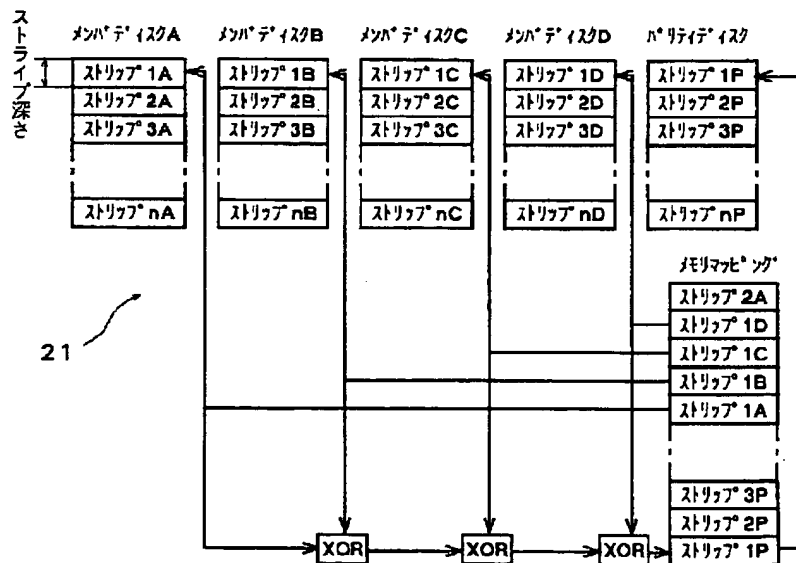 ストライプ深さ
メンバディスクA メンバディスクB メンバディスクC メンバディスクD パリティディスク
ストリップ1A ストリップ1B ストリップ1C ストリップ1D ストリップ1P
ストリップ2A ストリップ2B ストリップ2C ストリップ2D ストリップ2P
ストリップ3A ストリップ3B ストリップ3C ストリップ3D ストリップ3P
ストリップnA ストリップnB ストリップnC ストリップnD ストリップnP
メモリマッピング
ストリップ2A
ストリップ1D
ストリップ1C
ストリップ1B
ストリップ1A
21
ストリップ3P
ストリップ2P
XOR XOR XOR ストリップ1P